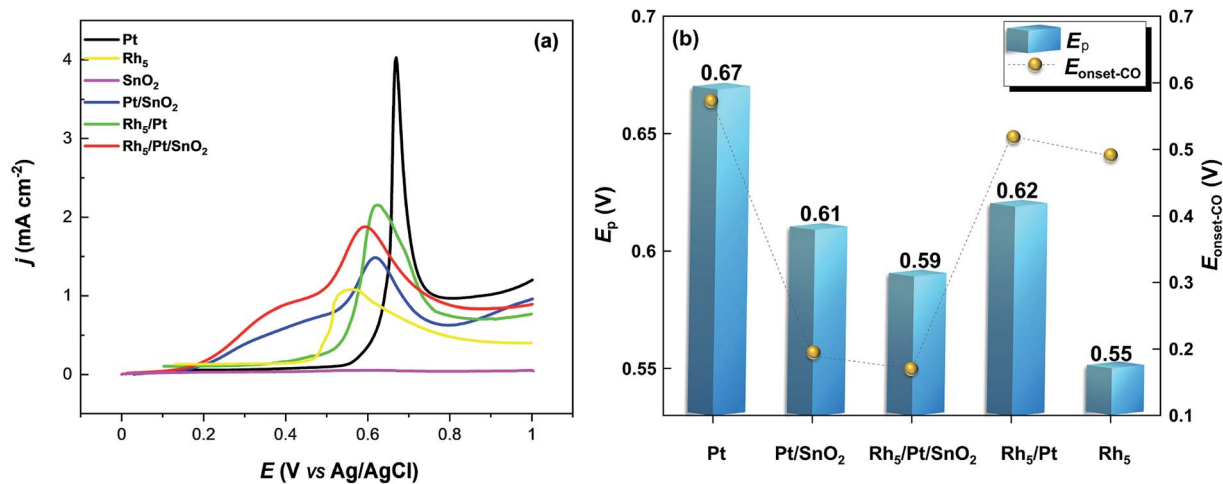 (a)
Pt
Rh₅
SnO₂
Pt/SnO₂
Rh₅/Pt
Rh₅/Pt/SnO₂
j (mA cm⁻²)
4
3
2
1
0
0 0.2 0.4 0.6 0.8 1
E (V vs Ag/AgCl)
(b)
Eₚ
E_onset-CO
Eₚ (V)
0.7
0.65
0.6
0.55
0.67
0.61
0.59
0.62
0.55
0.7
0.6
0.5
0.4
0.3
0.2
0.1
E_onset-CO (V)
Pt Pt/SnO₂ Rh₅/Pt/SnO₂ Rh₅/Pt Rh₅